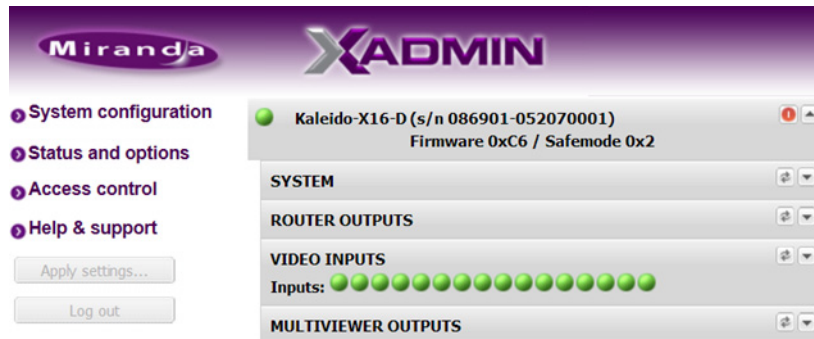 Miranda
XADMIN
System configuration
Status and options
Access control
Help & support
Apply settings...
Log out
Kaleido-X16-D (s/n 086901-052070001)
Firmware 0xC6 / Safemode 0x2
SYSTEM
ROUTER OUTPUTS
VIDEO INPUTS
Inputs:
MULTIVIEWER OUTPUTS